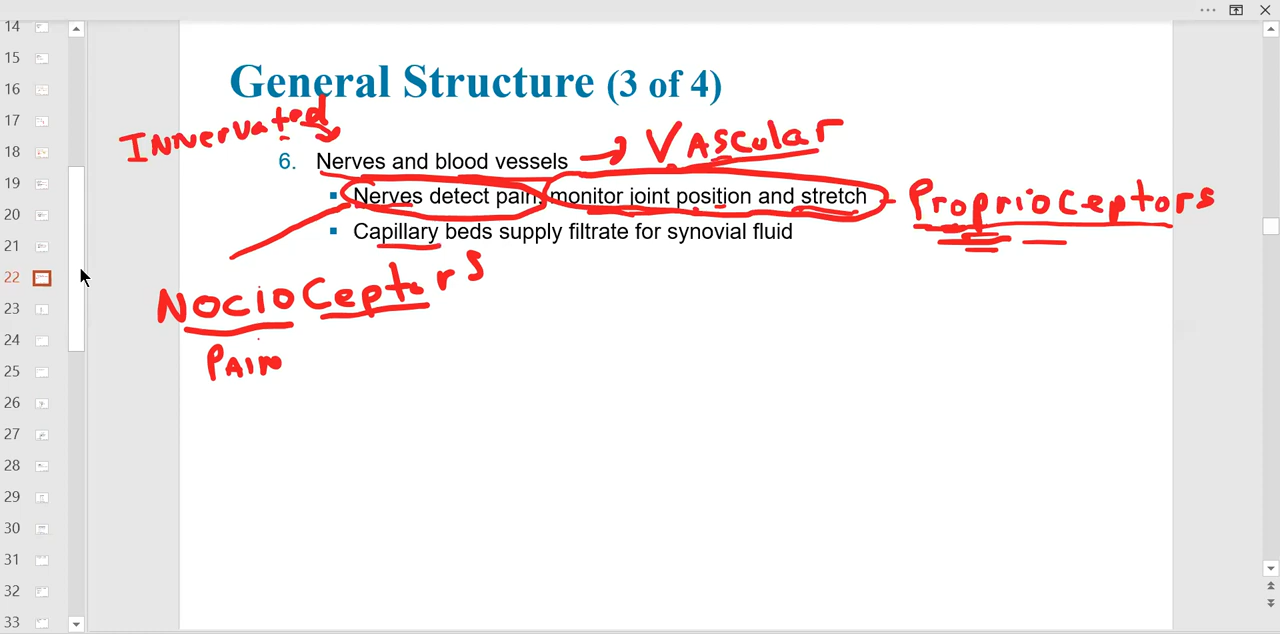 General Structure (3 of 4)
Innervated
6. Nerves and blood vessels → Vascular
▪ Nerves detect pain, monitor joint position and stretch - Proprioceptors
▪ Capillary beds supply filtrate for synovial fluid
Nocioceptors
Pain
14
15
16
17
18
19
20
21
22
23
24
25
26
27
28
29
30
31
32
33